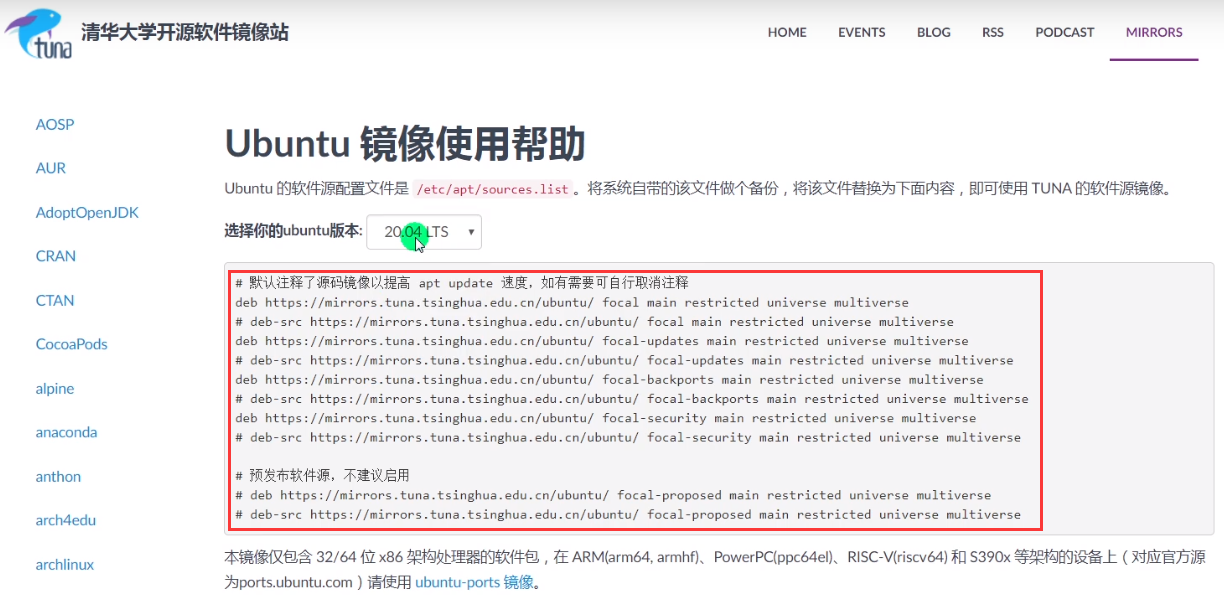 tuna 清华大学开源软件镜像站
HOME EVENTS BLOG RSS PODCAST MIRRORS
AOSP
AUR
AdoptOpenJDK
CRAN
CTAN
CocoaPods
alpine
anaconda
anthon
arch4edu
archlinux
Ubuntu 镜像使用帮助
Ubuntu 的软件源配置文件是 /etc/apt/sources.list。将系统自带的该文件做个备份，将该文件替换为下面内容，即可使用 TUNA 的软件源镜像。
选择你的ubuntu版本: 20.04 LTS
# 默认注释了源码镜像以提高 apt update 速度，如有需要可自行取消注释
deb https://mirrors.tuna.tsinghua.edu.cn/ubuntu/ focal main restricted universe multiverse
# deb-src https://mirrors.tuna.tsinghua.edu.cn/ubuntu/ focal main restricted universe multiverse
deb https://mirrors.tuna.tsinghua.edu.cn/ubuntu/ focal-updates main restricted universe multiverse
# deb-src https://mirrors.tuna.tsinghua.edu.cn/ubuntu/ focal-updates main restricted universe multiverse
deb https://mirrors.tuna.tsinghua.edu.cn/ubuntu/ focal-backports main restricted universe multiverse
# deb-src https://mirrors.tuna.tsinghua.edu.cn/ubuntu/ focal-backports main restricted universe multiverse
deb https://mirrors.tuna.tsinghua.edu.cn/ubuntu/ focal-security main restricted universe multiverse
# deb-src https://mirrors.tuna.tsinghua.edu.cn/ubuntu/ focal-security main restricted universe multiverse
# 预发布软件源，不建议启用
# deb https://mirrors.tuna.tsinghua.edu.cn/ubuntu/ focal-proposed main restricted universe multiverse
# deb-src https://mirrors.tuna.tsinghua.edu.cn/ubuntu/ focal-proposed main restricted universe multiverse
本镜像仅包含 32/64 位 x86 架构处理器的软件包，在 ARM(arm64, armhf)、PowerPC(ppc64el)、RISC-V(riscv64) 和 S390x 等架构的设备上（对应官方源
为ports.ubuntu.com）请使用 ubuntu-ports 镜像。